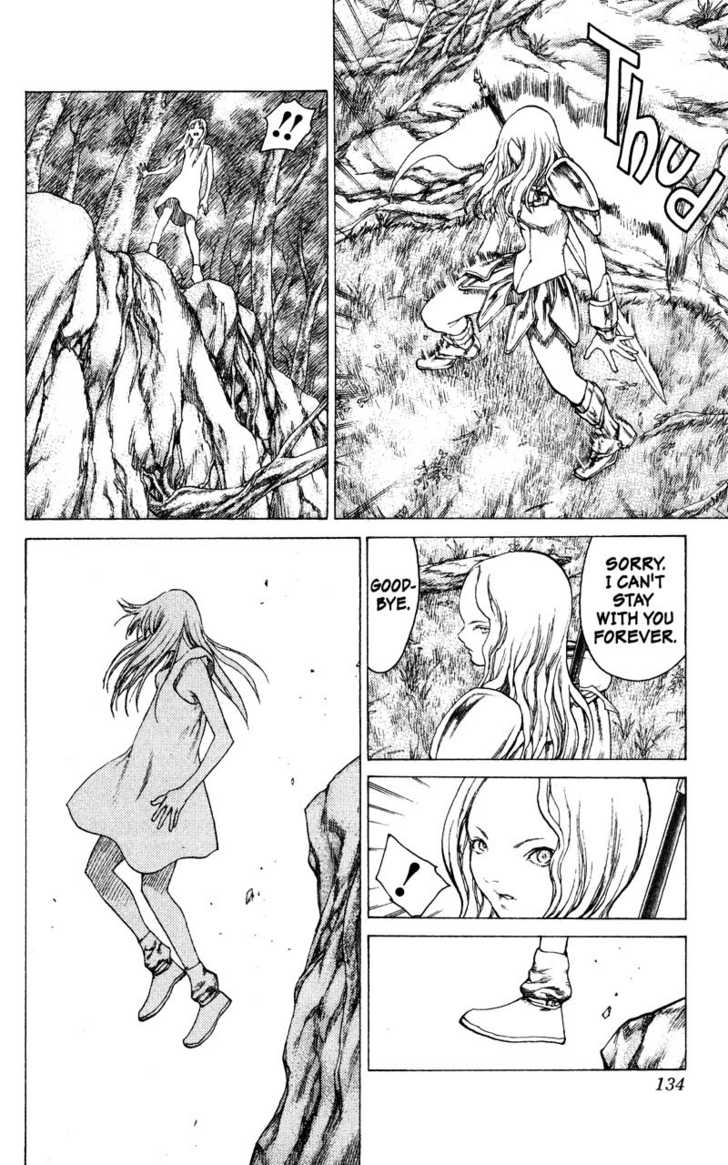 Thud
!!
SORRY.
I CAN'T
STAY
WITH YOU
FOREVER.
GOOD-
BYE.
!
134